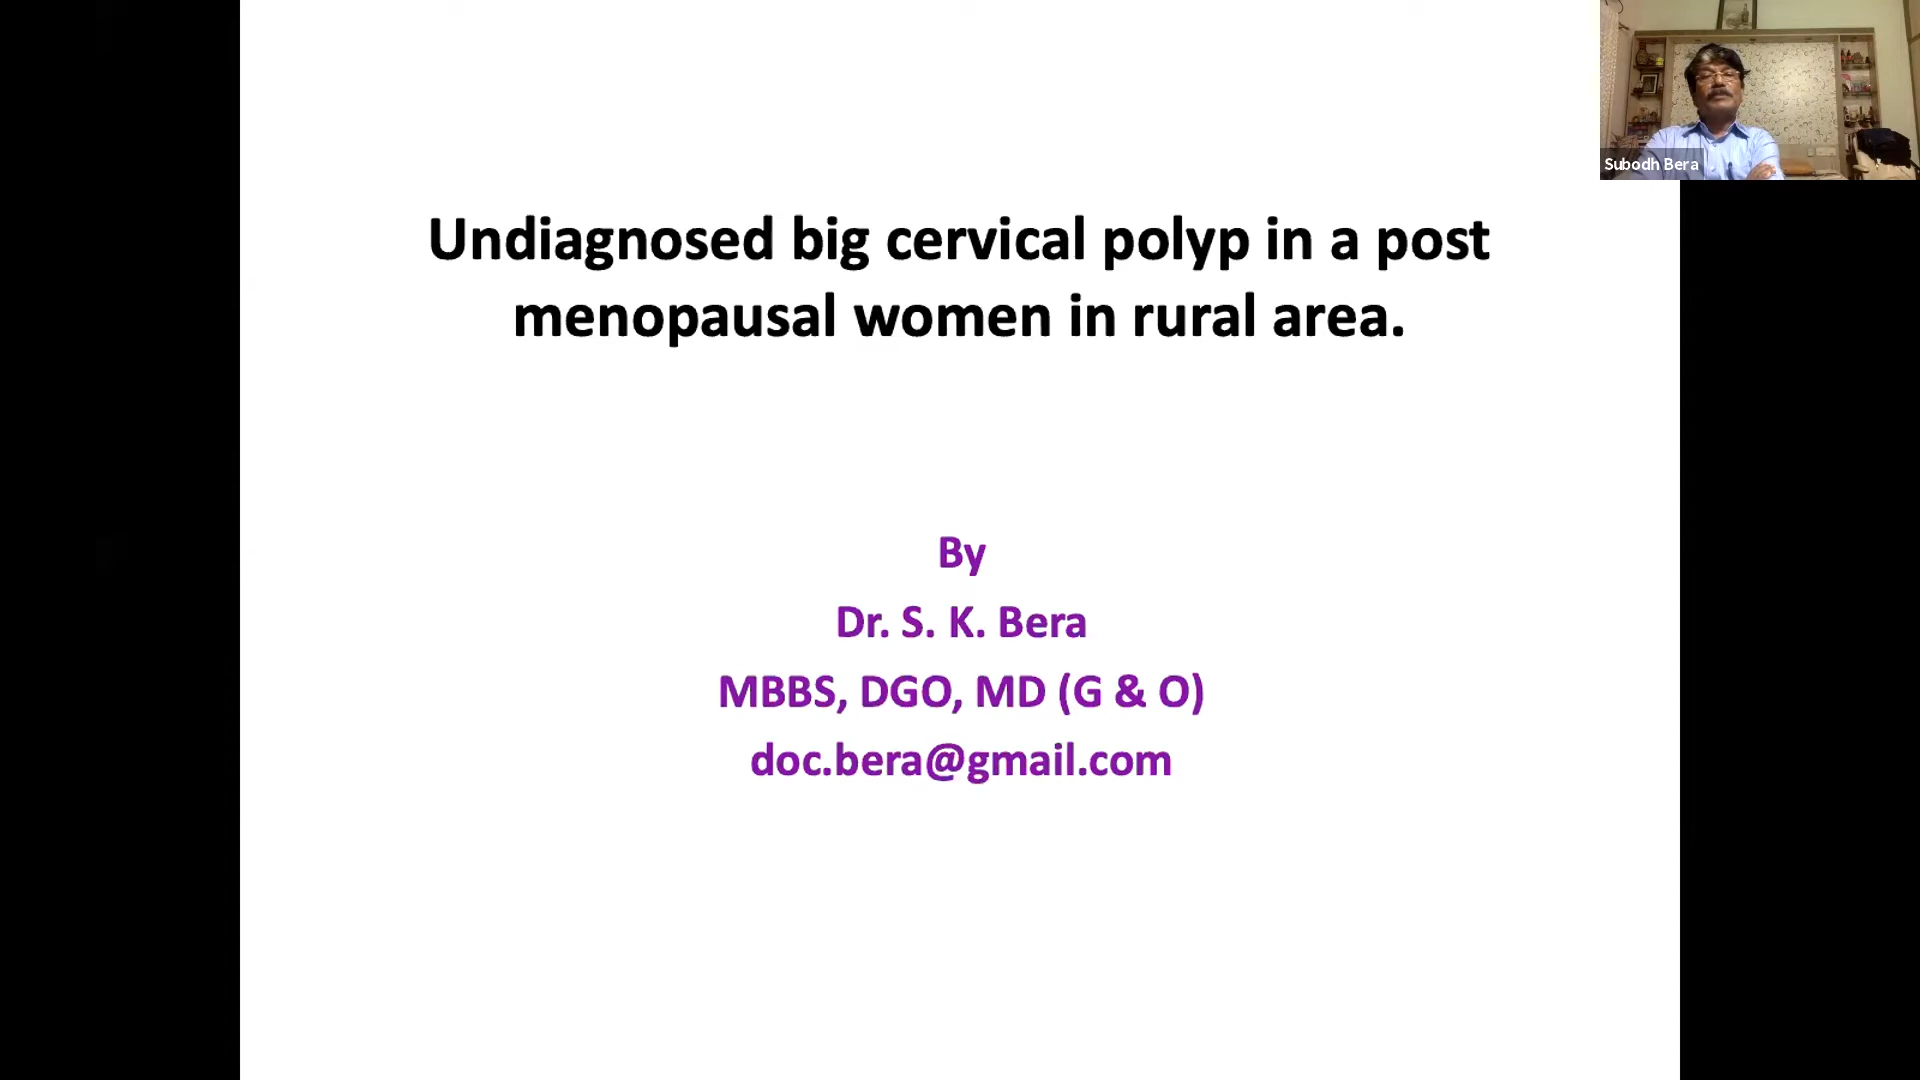 Subodh Bera
Undiagnosed big cervical polyp in a post
menopausal women in rural area.
By
Dr. S. K. Bera
MBBS, DGO, MD (G & O)
doc.bera@gmail.com